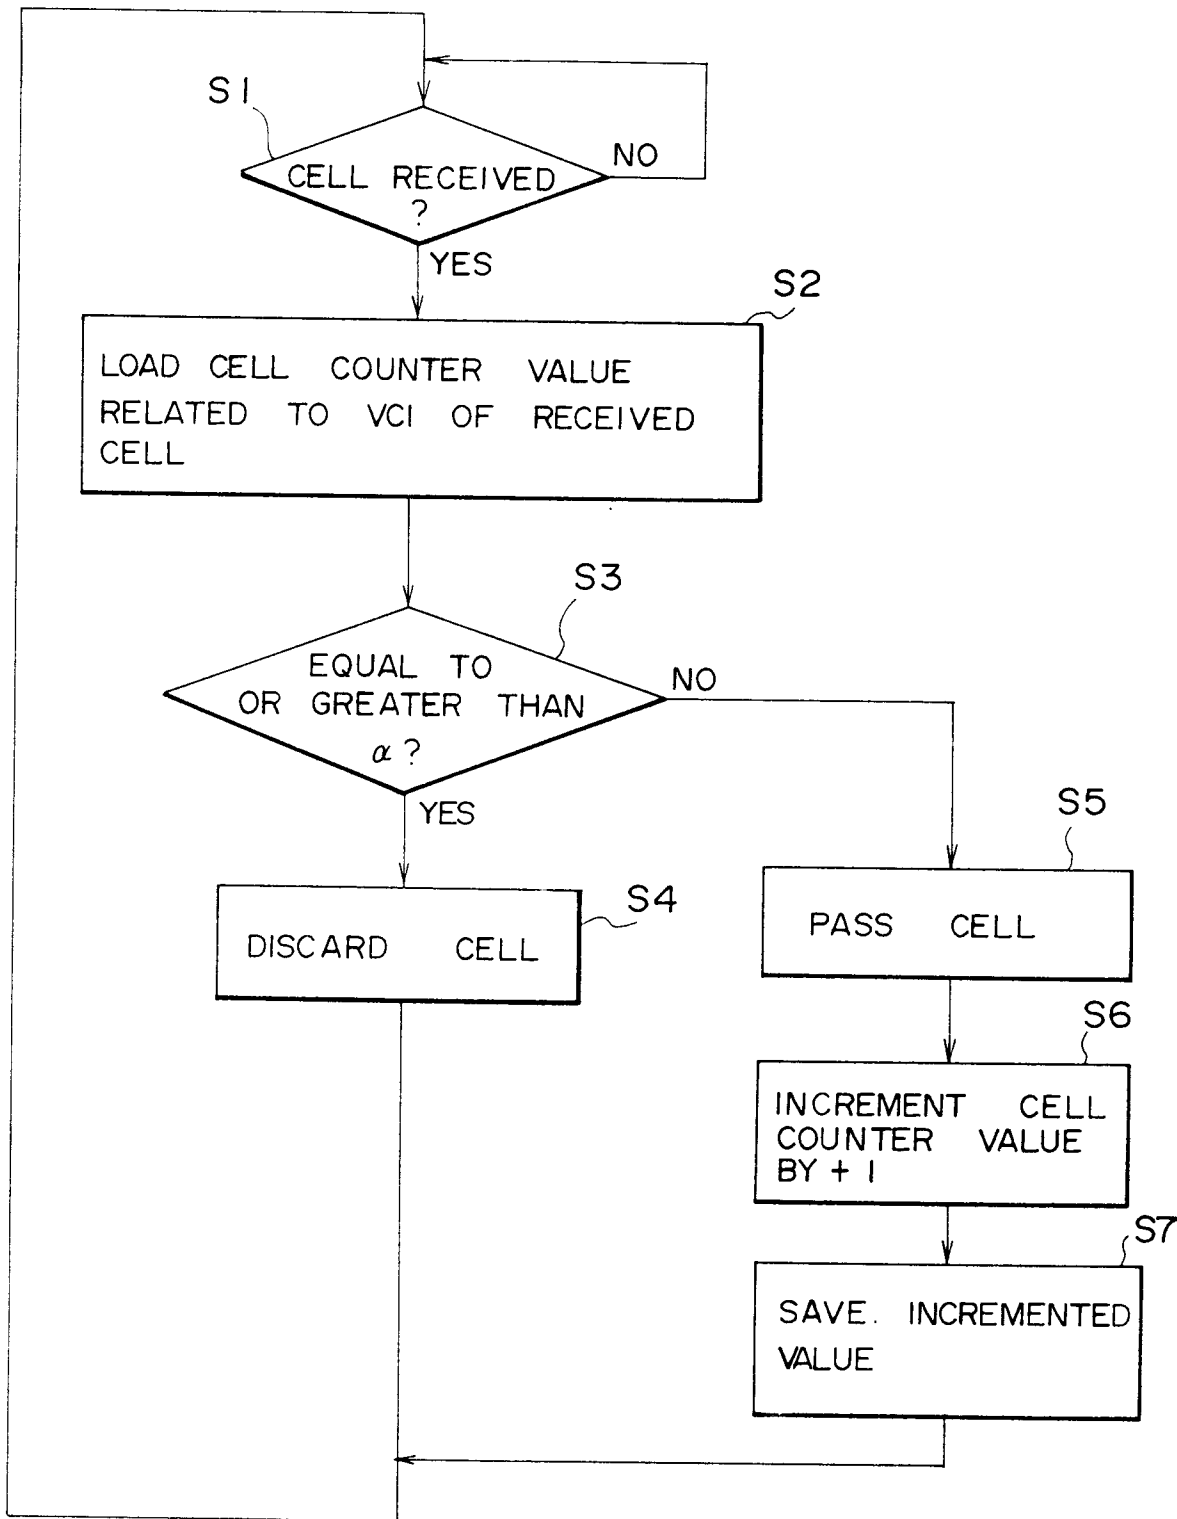 S1
CELL RECEIVED
?
NO
YES
S2
LOAD CELL COUNTER VALUE
RELATED TO VCI OF RECEIVED
CELL
S3
EQUAL TO
OR GREATER THAN
α ?
NO
YES
S4
DISCARD CELL
S5
PASS CELL
S6
INCREMENT CELL
COUNTER VALUE
BY + 1
S7
SAVE. INCREMENTED
VALUE